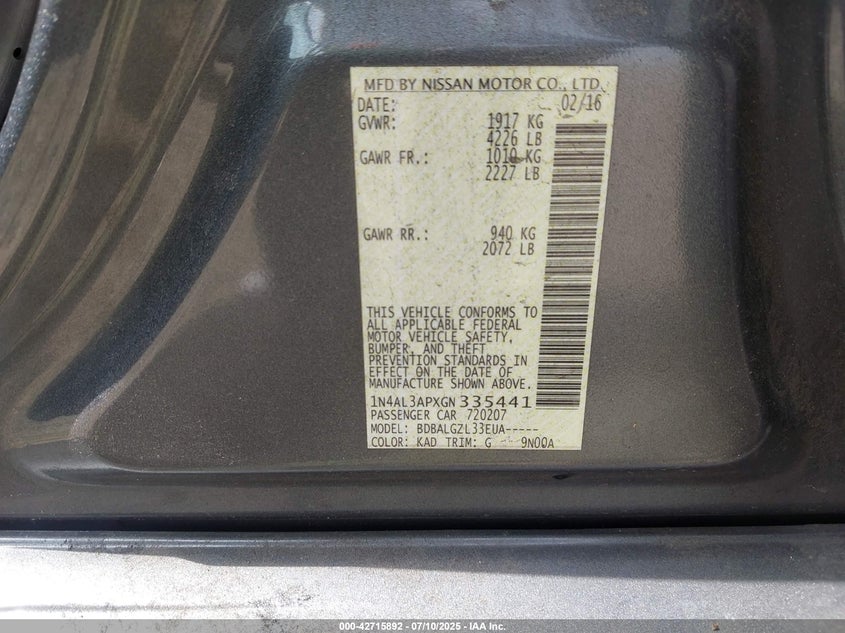 MFD BY NISSAN MOTOR CO., LTD.
DATE: 02/16
GVWR: 1917 KG
4226 LB
GAWR FR.: 1010 KG
2227 LB
GAWR RR.: 940 KG
2072 LB
THIS VEHICLE CONFORMS TO
ALL APPLICABLE FEDERAL
MOTOR VEHICLE SAFETY,
BUMPER, AND THEFT
PREVENTION STANDARDS IN
EFFECT ON THE DATE OF
MANUFACTURE SHOWN ABOVE.
1N4AL3APXGN335441
PASSENGER CAR 720207
MODEL: BDBALGZL33EUA-----
COLOR: KAD TRIM: G 9N00A
000-42715892 - 07/10/2025 - IAA Inc.